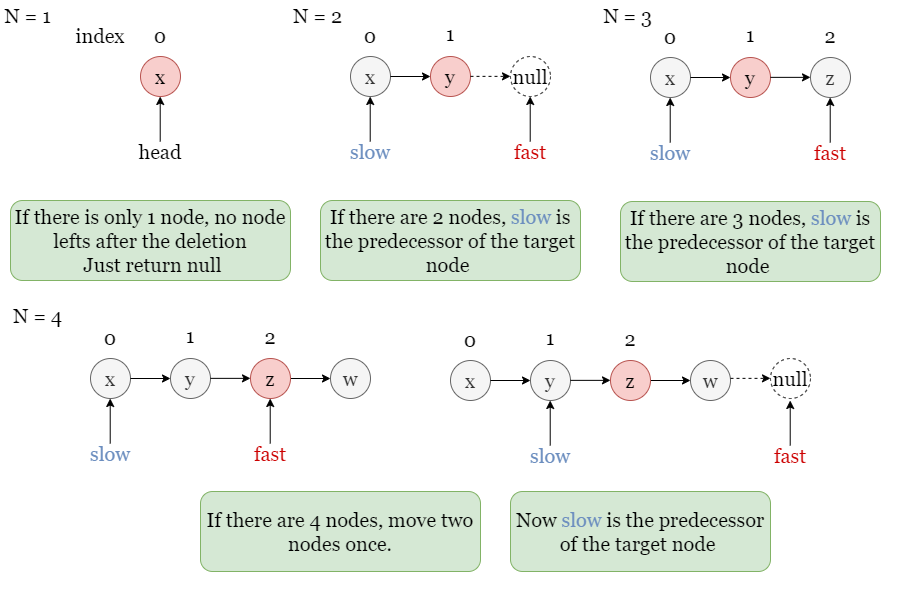 N = 1
N = 2
N = 3
index 0
0 1
0 1 2
x
x y null
x y z
head
slow fast
slow fast
If there is only 1 node, no node
lefts after the deletion
Just return null
If there are 2 nodes, slow is
the predecessor of the target
node
If there are 3 nodes, slow is
the predecessor of the target
node
N = 4
0 1 2
0 1 2
x y z w
x y z w null
slow fast
slow fast
If there are 4 nodes, move two
nodes once.
Now slow is the predecessor
of the target node